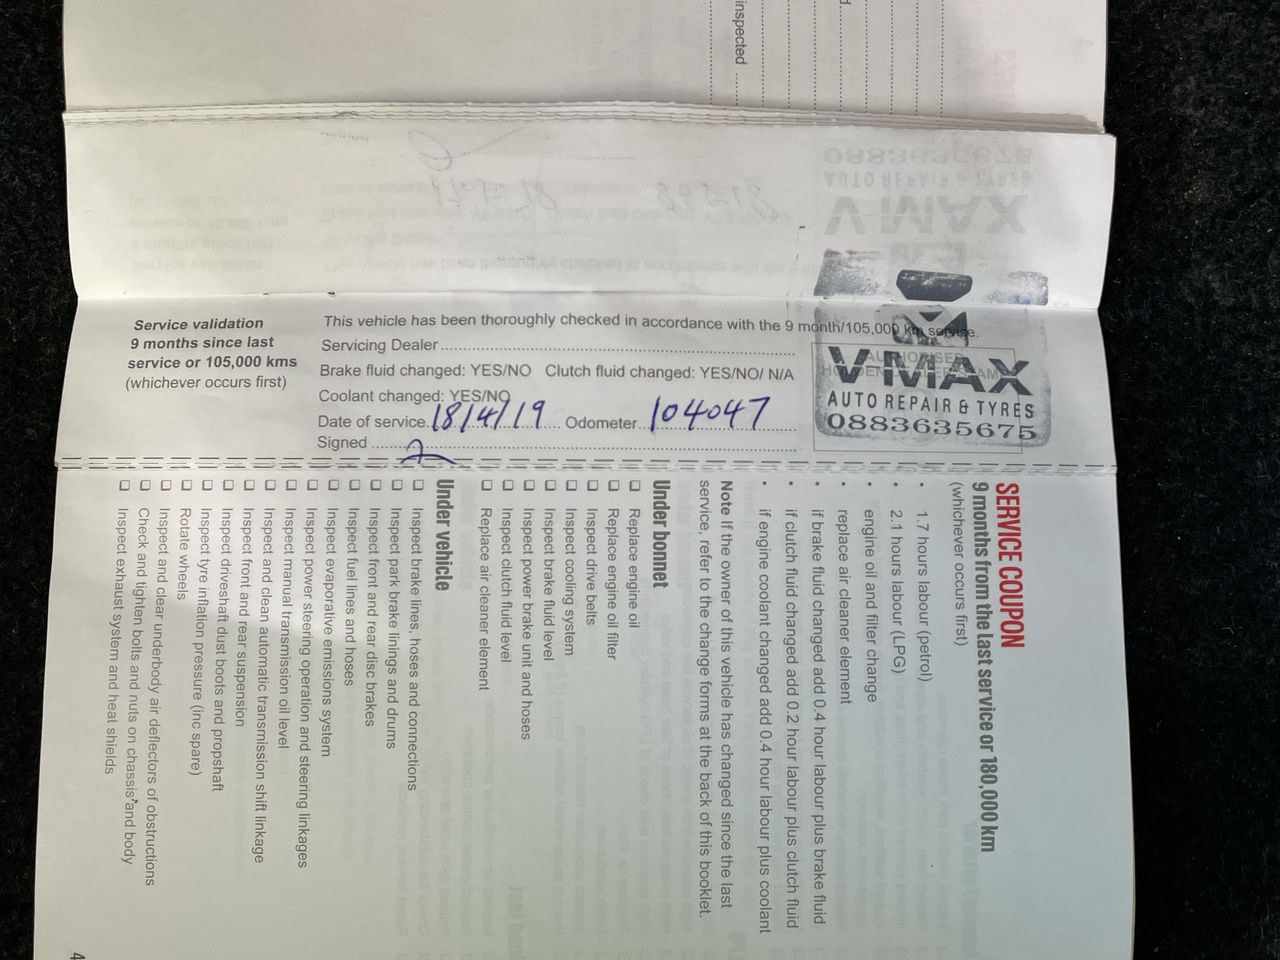 inspected
Service validation
9 months since last
service or 105,000 kms
(whichever occurs first)
This vehicle has been thoroughly checked in accordance with the 9 month/105,000 km service.
Servicing Dealer
Brake fluid changed: YES/NO Clutch fluid changed: YES/NO/ N/A
Coolant changed: YES/NO
Date of service 18/4/19 Odometer 104047
Signed
VMAX
AUTO REPAIR & TYRES
0883635675
SERVICE COUPON
9 months from the last service or 180,000 km
(whichever occurs first)
• 1.7 hours labour (petrol)
• 2.1 hours labour (LPG)
• engine oil and filter change
• replace air cleaner element
• if brake fluid changed add 0.4 hour labour plus brake fluid
• if clutch fluid changed add 0.2 hour labour plus clutch fluid
• if engine coolant changed add 0.4 hour labour plus coolant
Note If the owner of this vehicle has changed since the last
service, refer to the change forms at the back of this booklet.
Under bonnet
❏ Replace engine oil
❏ Replace engine oil filter
❏ Inspect drive belts
❏ Inspect cooling system
❏ Inspect brake fluid level
❏ Inspect power brake unit and hoses
❏ Inspect clutch fluid level
❏ Replace air cleaner element
Under vehicle
❏ Inspect brake lines, hoses and connections
❏ Inspect park brake linings and drums
❏ Inspect front and rear disc brakes
❏ Inspect fuel lines and hoses
❏ Inspect evaporative emissions system
❏ Inspect power steering operation and steering linkages
❏ Inspect manual transmission oil level
❏ Inspect and clean automatic transmission shift linkage
❏ Inspect front and rear suspension
❏ Inspect driveshaft dust boots and propshaft
❏ Inspect tyre inflation pressure (inc spare)
❏ Rotate wheels
❏ Inspect and clear underbody air deflectors of obstructions
❏ Check and tighten bolts and nuts on chassis and body
❏ Inspect exhaust system and heat shields
4